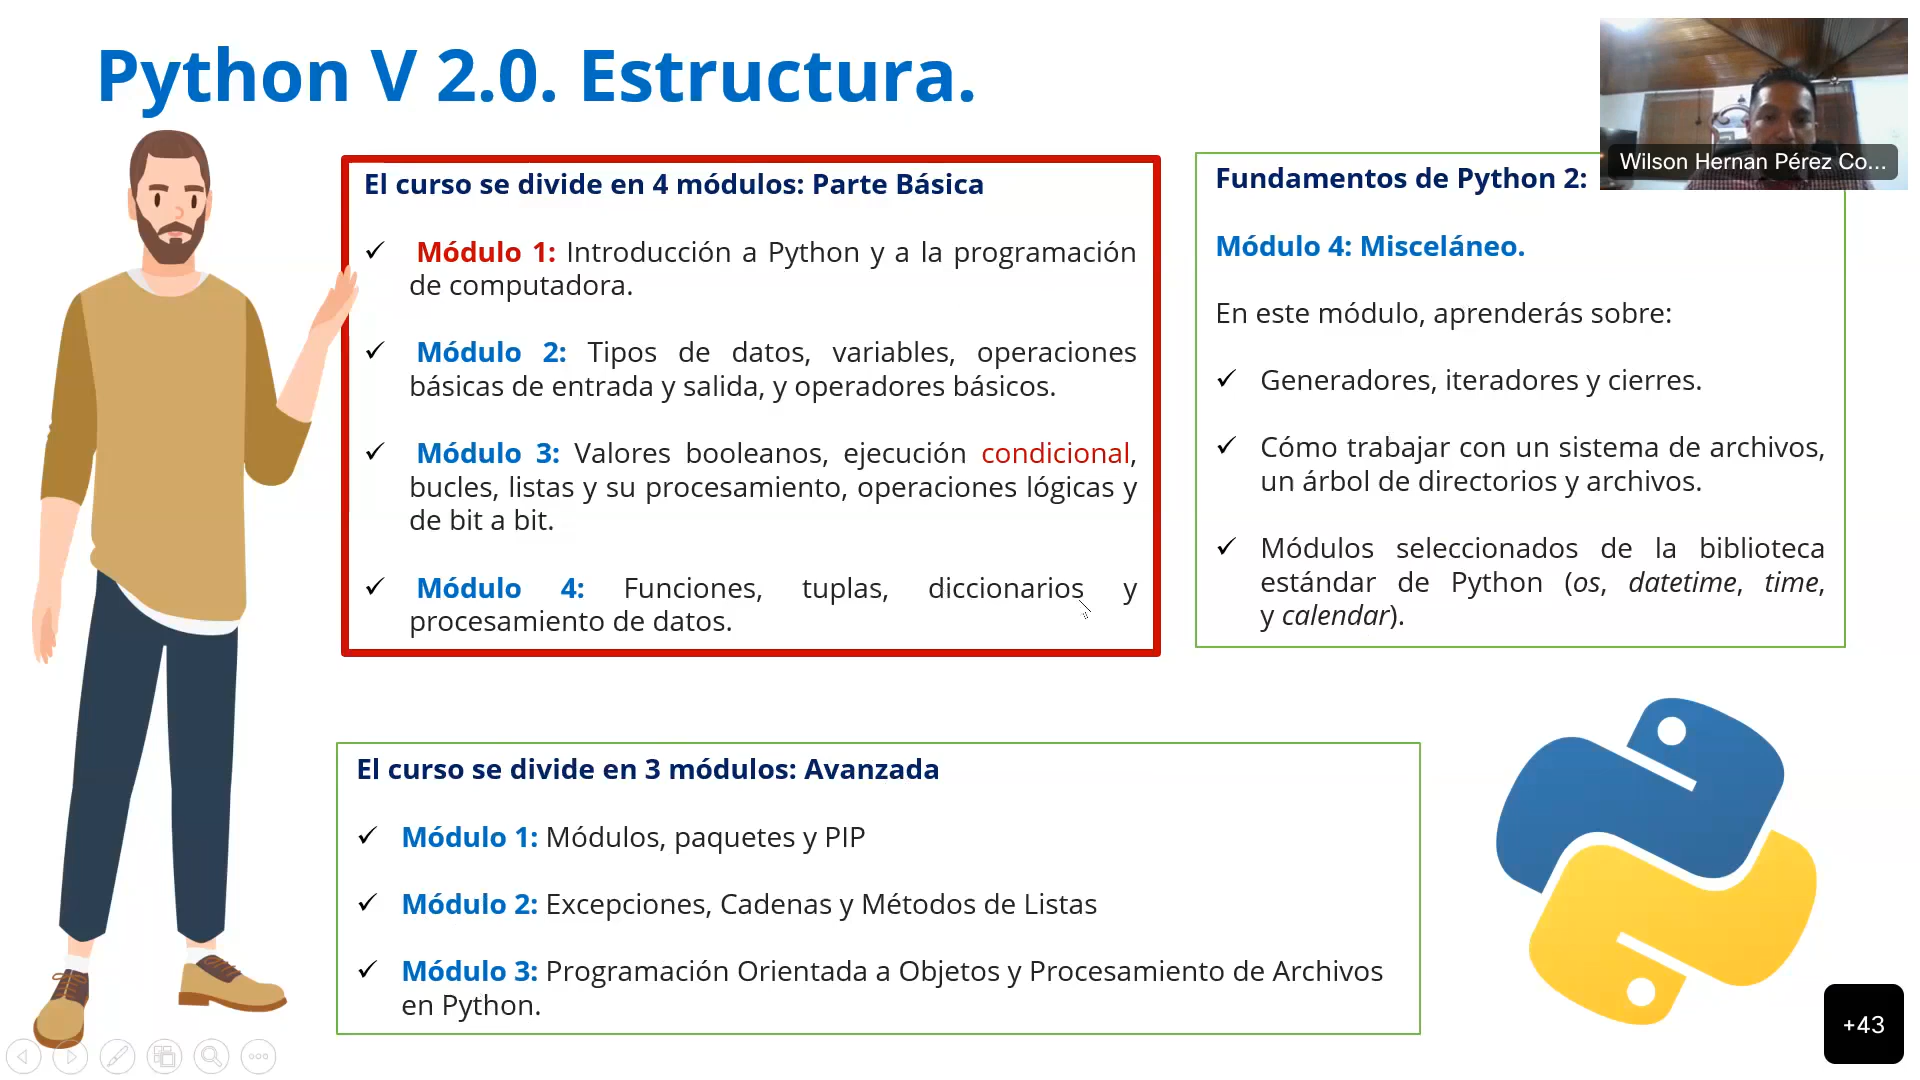 Python V 2.0. Estructura.
Wilson Hernan Pérez Co...
El curso se divide en 4 módulos: Parte Básica
✓ Módulo 1: Introducción a Python y a la programación
de computadora.
✓ Módulo 2: Tipos de datos, variables, operaciones
básicas de entrada y salida, y operadores básicos.
✓ Módulo 3: Valores booleanos, ejecución condicional,
bucles, listas y su procesamiento, operaciones lógicas y
de bit a bit.
✓ Módulo 4: Funciones, tuplas, diccionarios y
procesamiento de datos.
Fundamentos de Python 2:
Módulo 4: Misceláneo.
En este módulo, aprenderás sobre:
✓ Generadores, iteradores y cierres.
✓ Cómo trabajar con un sistema de archivos,
un árbol de directorios y archivos.
✓ Módulos seleccionados de la biblioteca
estándar de Python (os, datetime, time,
y calendar).
El curso se divide en 3 módulos: Avanzada
✓ Módulo 1: Módulos, paquetes y PIP
✓ Módulo 2: Excepciones, Cadenas y Métodos de Listas
✓ Módulo 3: Programación Orientada a Objetos y Procesamiento de Archivos
en Python.
+43